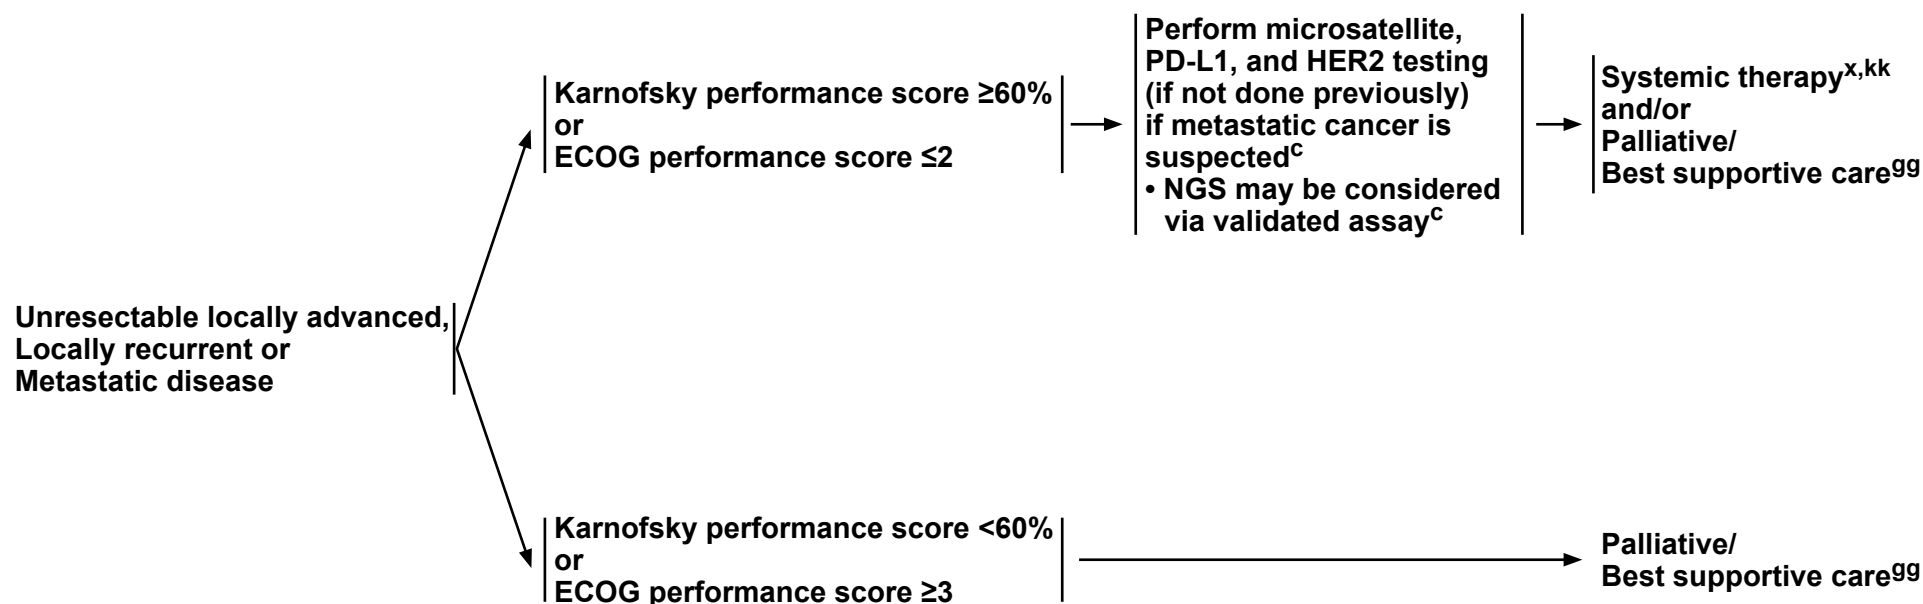 Unresectable locally advanced,
Locally recurrent or
Metastatic disease
Karnofsky performance score ≥60%
or
ECOG performance score ≤2
Perform microsatellite,
PD-L1, and HER2 testing
(if not done previously)
if metastatic cancer is
suspectedc
• NGS may be considered
via validated assayc
Systemic therapyx,kk
and/or
Palliative/
Best supportive caregg
Karnofsky performance score <60%
or
ECOG performance score ≥3
Palliative/
Best supportive caregg